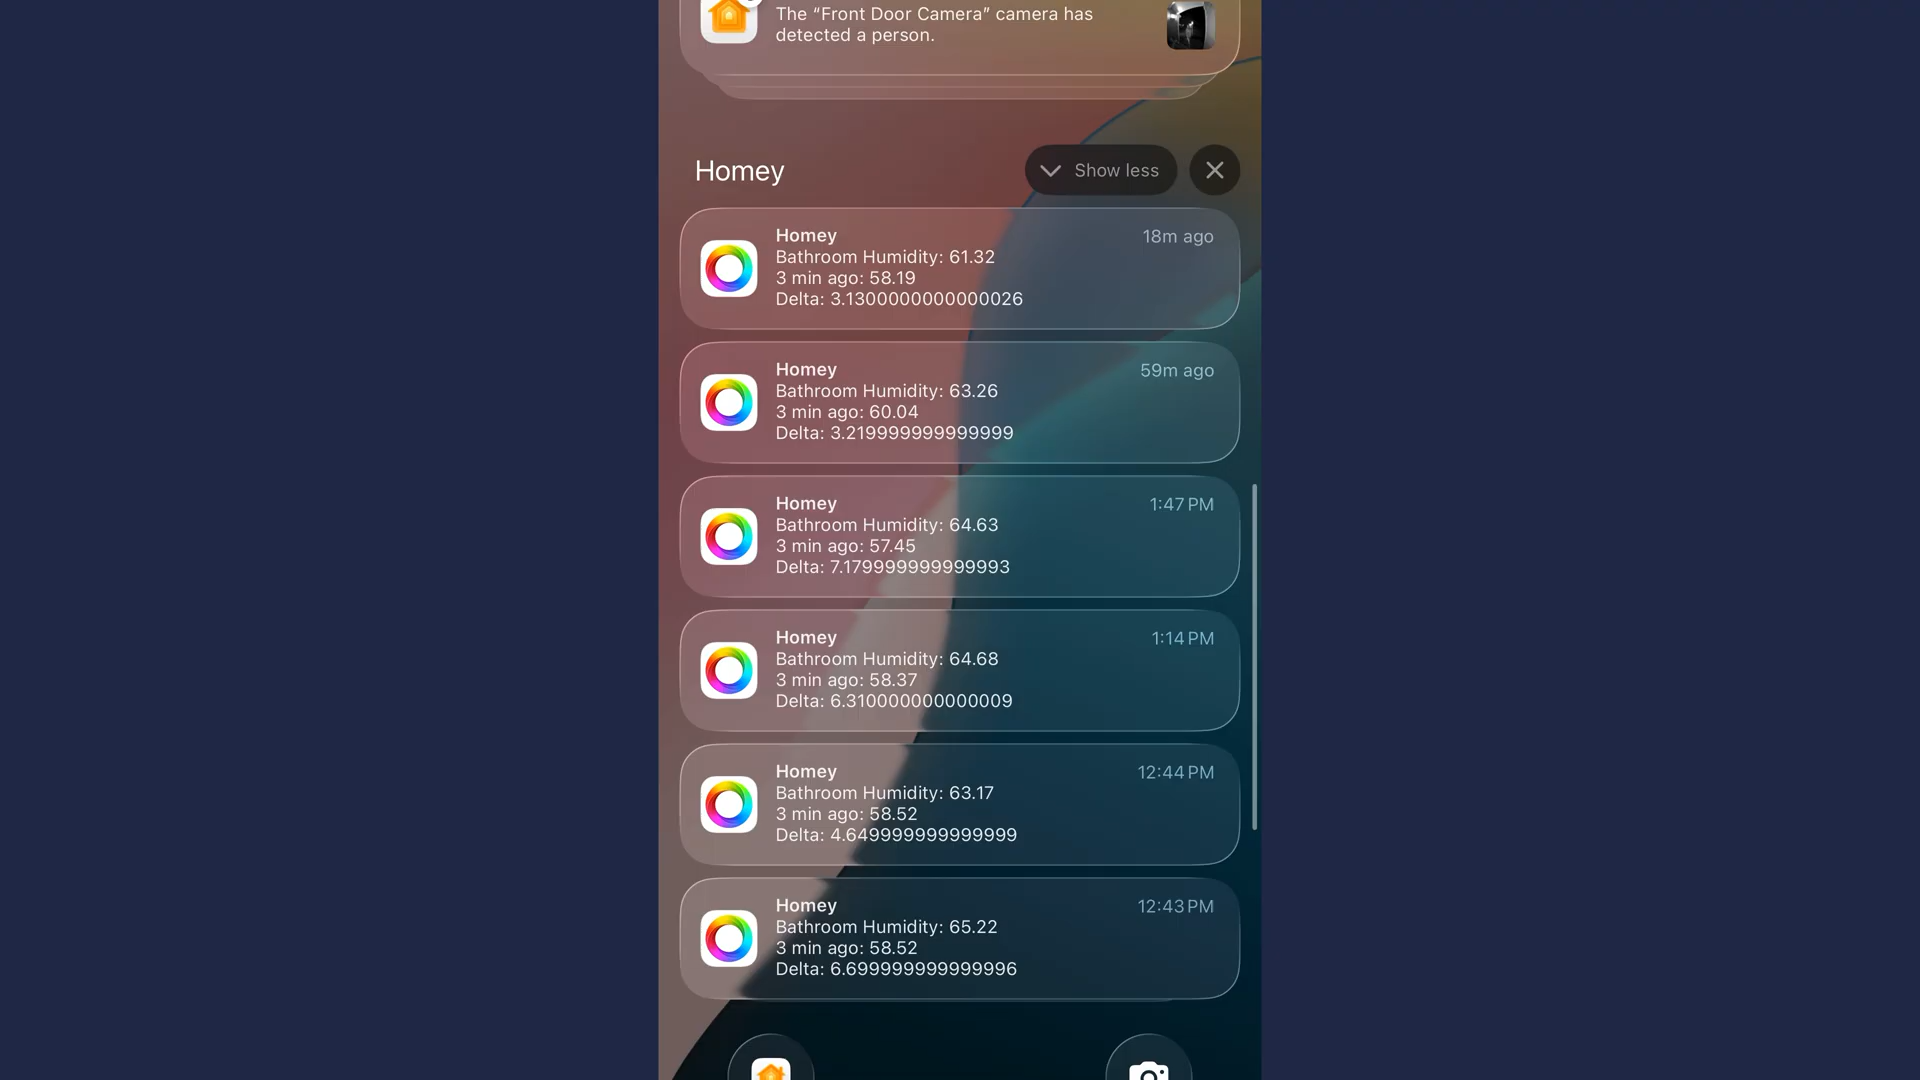 The “Front Door Camera” camera has
detected a person.
Homey
Show less
Homey
18m ago
Bathroom Humidity: 61.32
3 min ago: 58.19
Delta: 3.1300000000000026
Homey
59m ago
Bathroom Humidity: 63.26
3 min ago: 60.04
Delta: 3.219999999999999
Homey
1:47 PM
Bathroom Humidity: 64.63
3 min ago: 57.45
Delta: 7.179999999999993
Homey
1:14 PM
Bathroom Humidity: 64.68
3 min ago: 58.37
Delta: 6.310000000000009
Homey
12:44 PM
Bathroom Humidity: 63.17
3 min ago: 58.52
Delta: 4.649999999999999
Homey
12:43 PM
Bathroom Humidity: 65.22
3 min ago: 58.52
Delta: 6.699999999999996